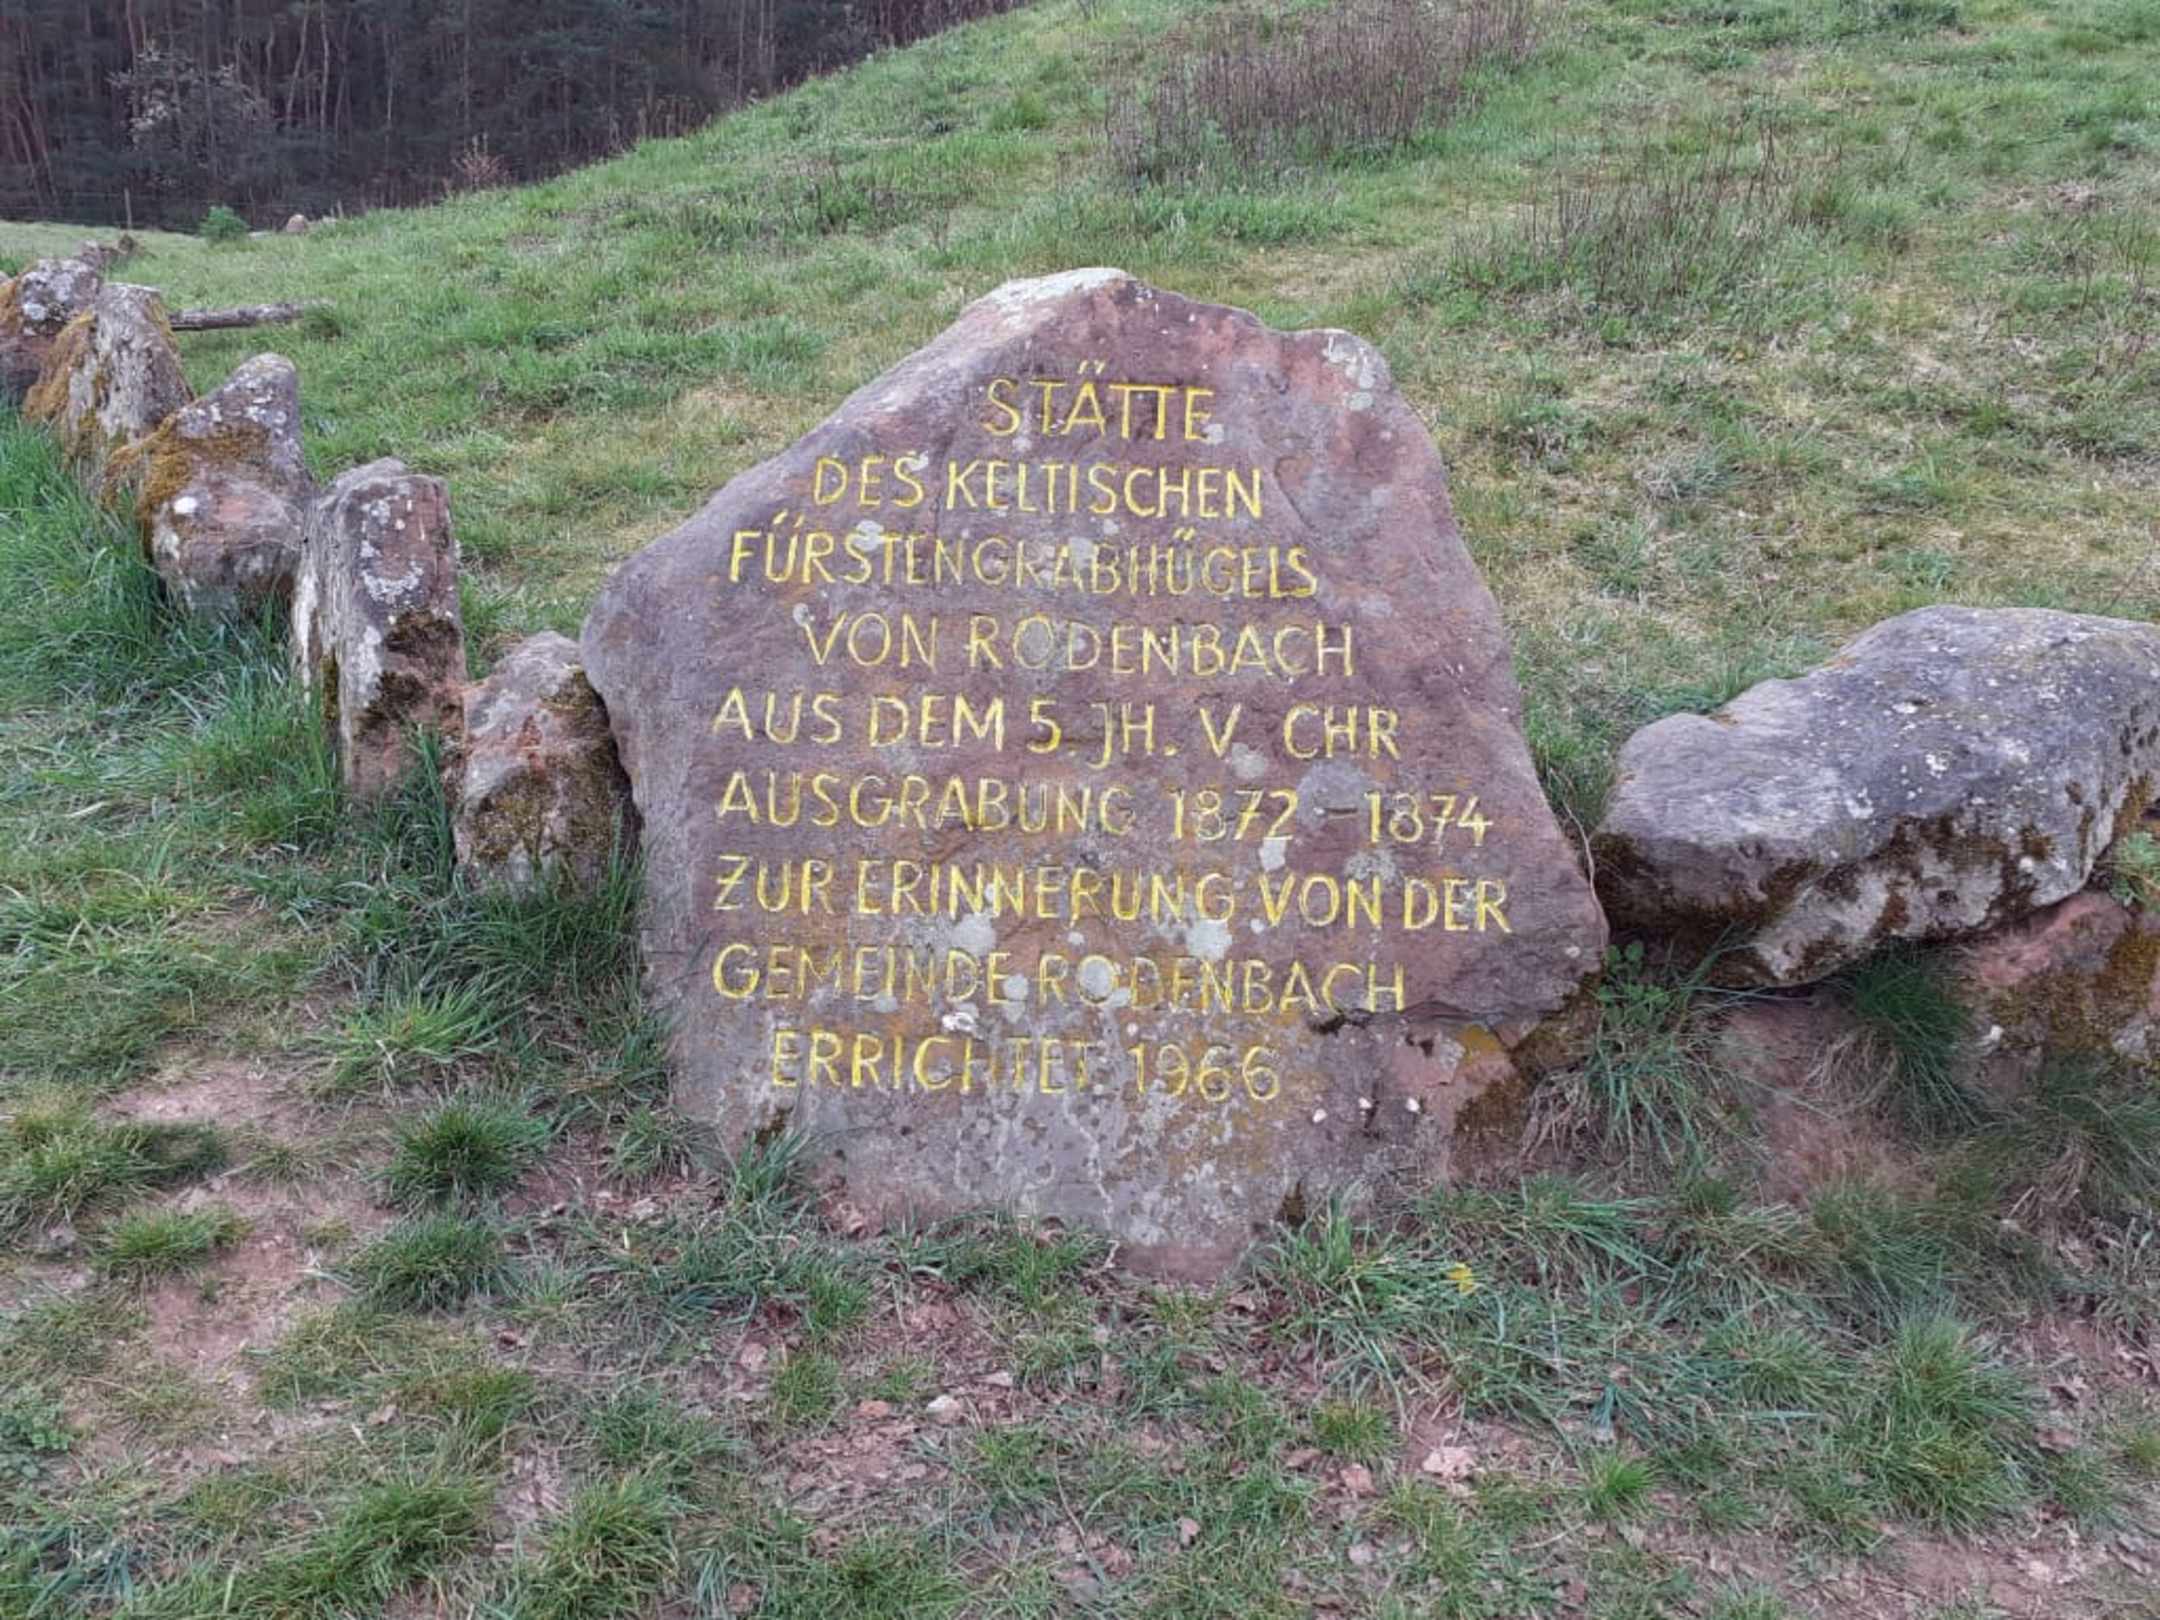 STÄTTE
DES KELTISCHEN
FÜRSTENGRABHÜGELS
VON RODENBACH
AUS DEM 5. JH. V. CHR
AUSGRABUNG 1872 - 1874
ZUR ERINNERUNG VON DER
GEMEINDE RODENBACH
ERRICHTET 1966